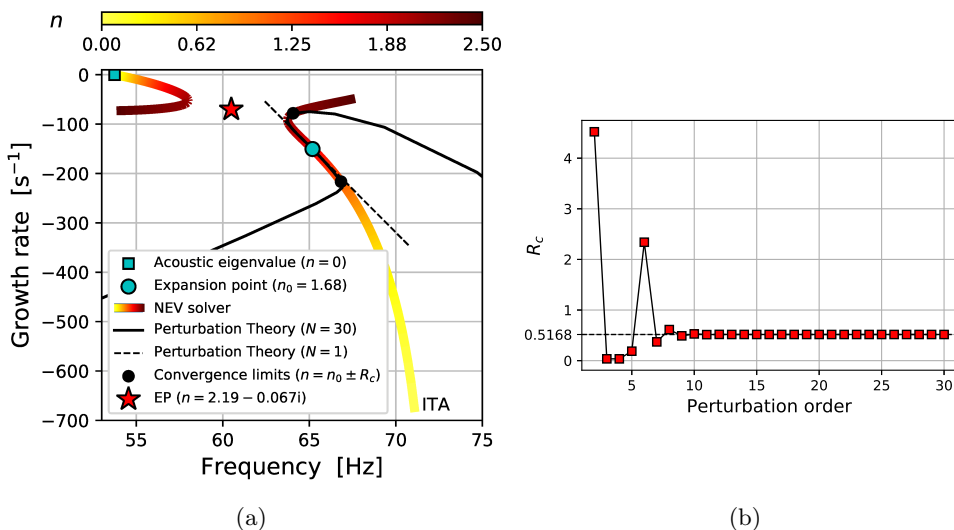 n
0.00 0.62 1.25 1.88 2.50
0
−100
−200
−300
−400
−500
−600
−700
Growth rate [s⁻¹]
Acoustic eigenvalue (n = 0)
Expansion point (n₀ = 1.68)
NEV solver
Perturbation Theory (N = 30)
Perturbation Theory (N = 1)
Convergence limits (n = n₀ ± R_c)
EP (n = 2.19 − 0.067i)
ITA
55 60 65 70 75
Frequency [Hz]
(a)
4
3
2
1
0.5168
0
R_c
5 10 15 20 25 30
Perturbation order
(b)